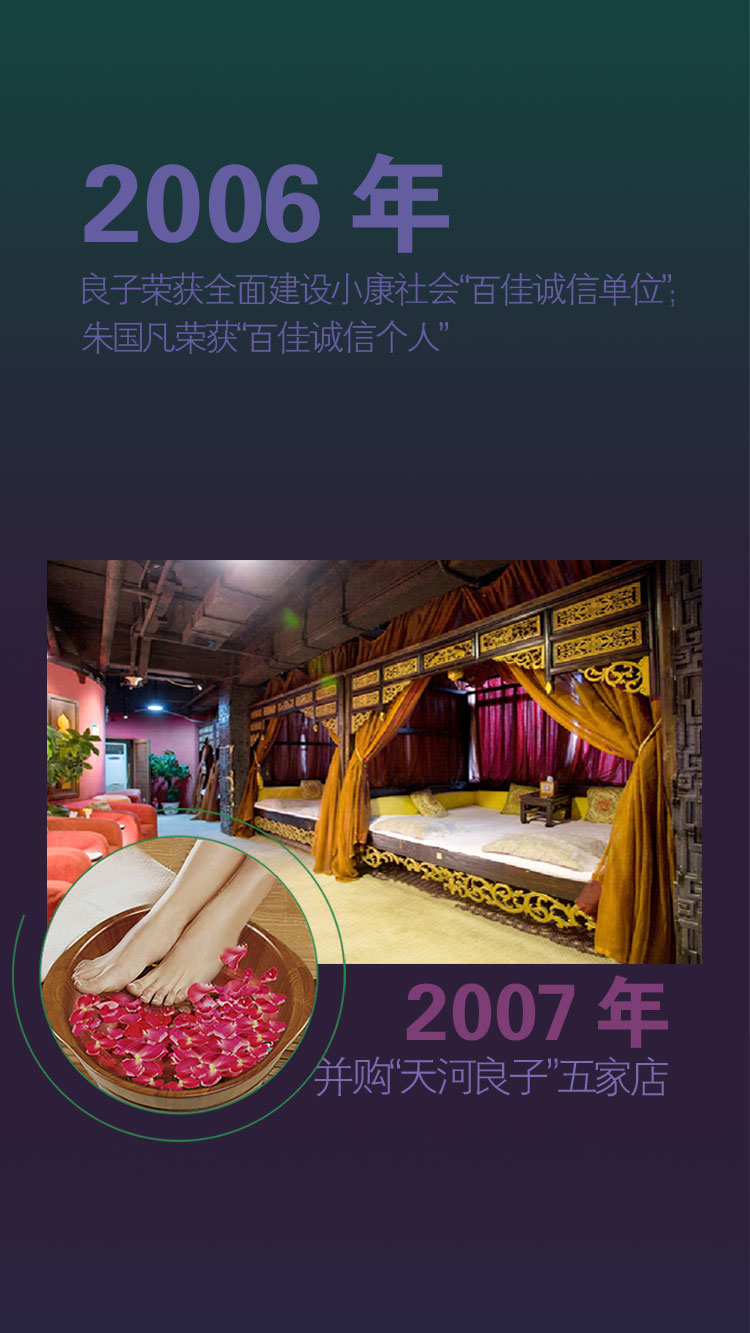 2006 年
良子荣获全面建设小康社会“百佳诚信单位”;
朱国凡荣获“百佳诚信个人”
2007 年
并购“天河良子”五家店